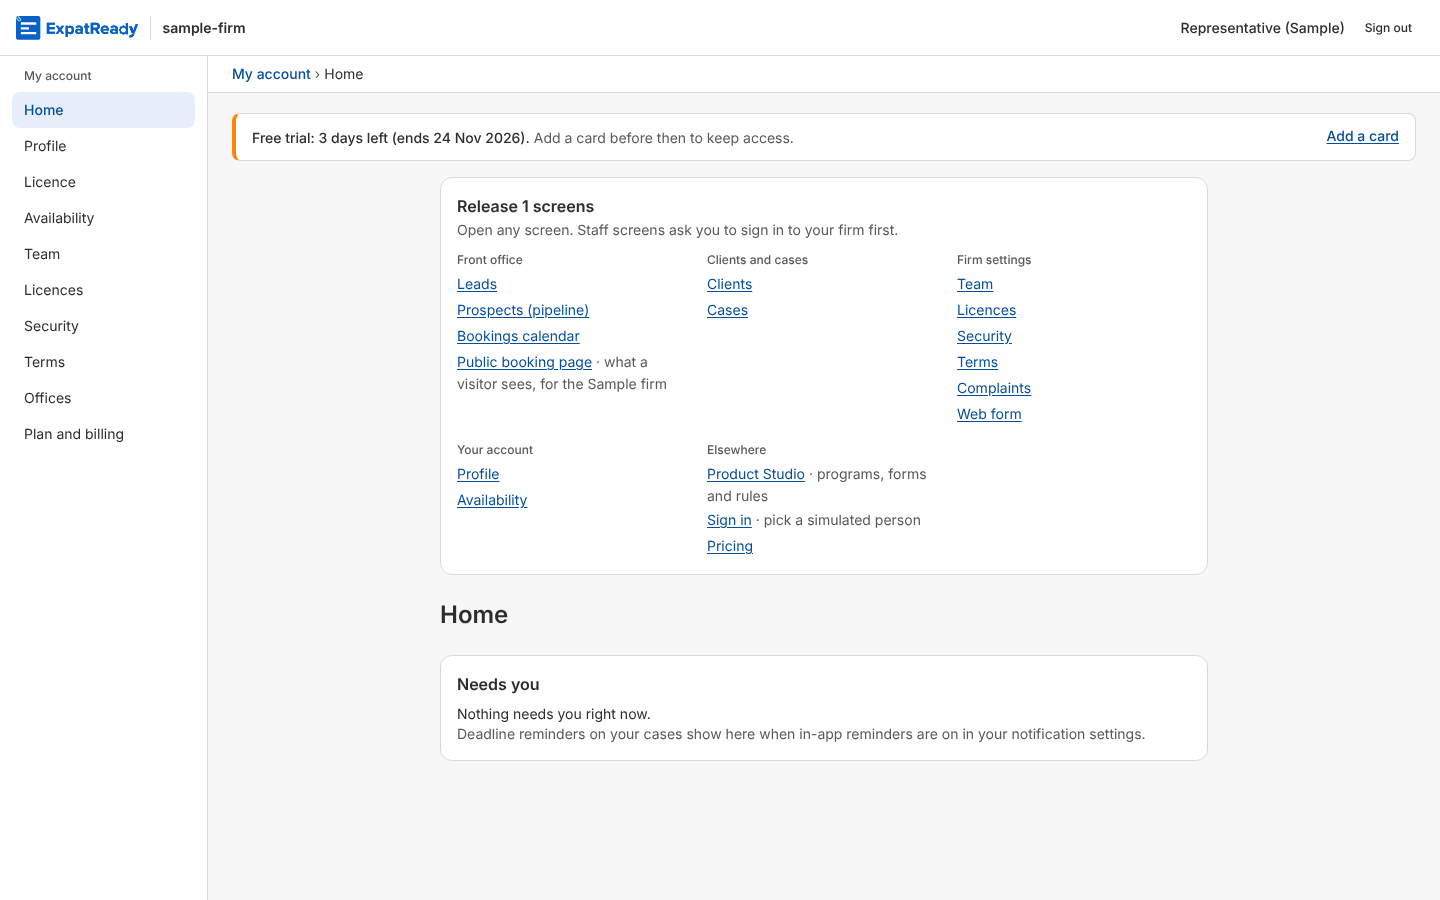 ExpatReady
sample-firm
Representative (Sample)
Sign out
My account
Home
Profile
Licence
Availability
Team
Licences
Security
Terms
Offices
Plan and billing
My account › Home
Free trial: 3 days left (ends 24 Nov 2026). Add a card before then to keep access.
Add a card
Release 1 screens
Open any screen. Staff screens ask you to sign in to your firm first.
Front office
Leads
Prospects (pipeline)
Bookings calendar
Public booking page · what a
visitor sees, for the Sample firm
Clients and cases
Clients
Cases
Firm settings
Team
Licences
Security
Terms
Complaints
Web form
Your account
Profile
Availability
Elsewhere
Product Studio · programs, forms
and rules
Sign in · pick a simulated person
Pricing
Home
Needs you
Nothing needs you right now.
Deadline reminders on your cases show here when in-app reminders are on in your notification settings.